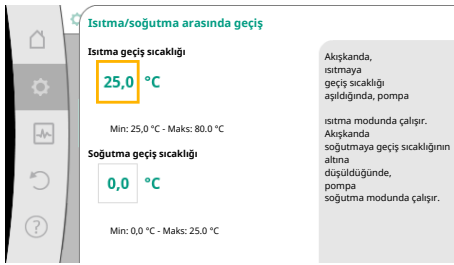 Isıtma/soğutma arasında geçiş
Isıtma geçiş sıcaklığı
25,0 °C
Min: 25,0 °C - Maks: 80.0 °C
Soğutma geçiş sıcaklığı
0,0 °C
Min: 0,0 °C - Maks: 25.0 °C
Akışkanda,
ısıtmaya
geçiş sıcaklığı
aşıldığında, pompa
ısıtma modunda çalışır.
Akışkanda
soğutmaya geçiş sıcaklığının
altına
düşüldüğünde,
pompa
soğutma modunda çalışır.